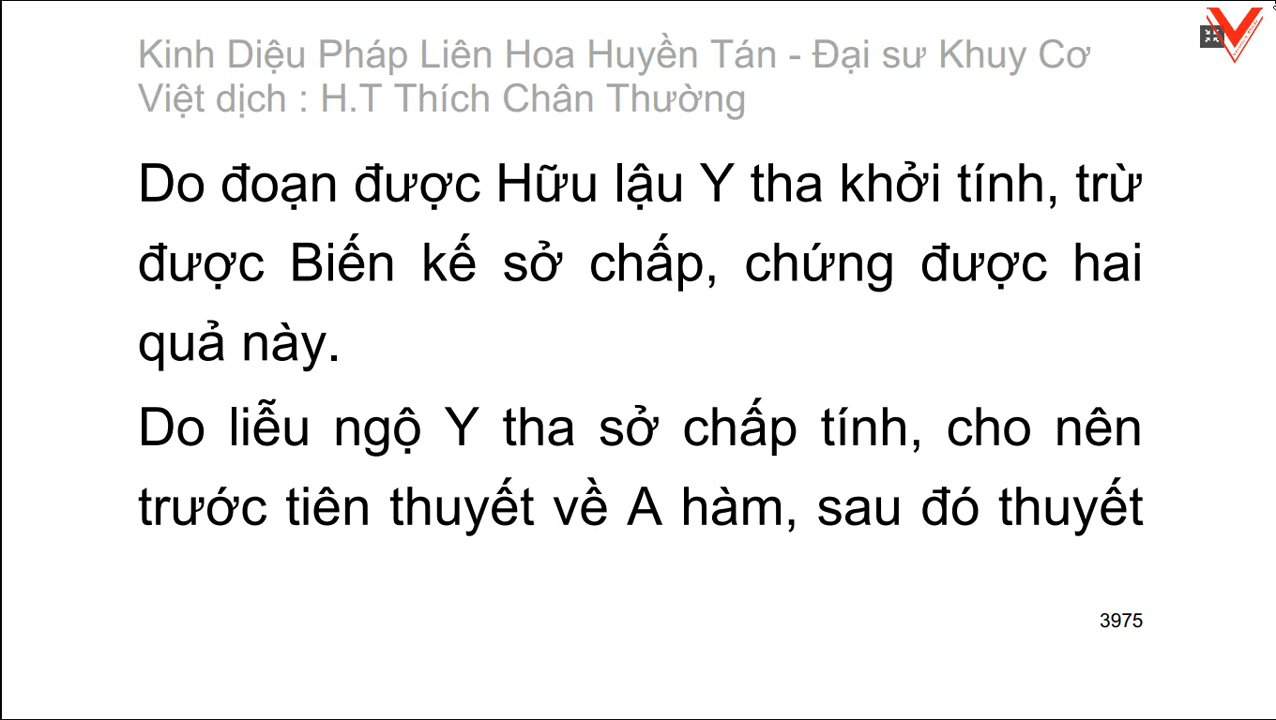 Kinh Diệu Pháp Liên Hoa Huyền Tán - Đại sư Khuy Cơ
Việt dịch : H.T Thích Chân Thường
Do đoạn được Hữu lậu Y tha khởi tính, trừ
được Biến kế sở chấp, chứng được hai
quả này.
Do liễu ngộ Y tha sở chấp tính, cho nên
trước tiên thuyết về A hàm, sau đó thuyết
3975